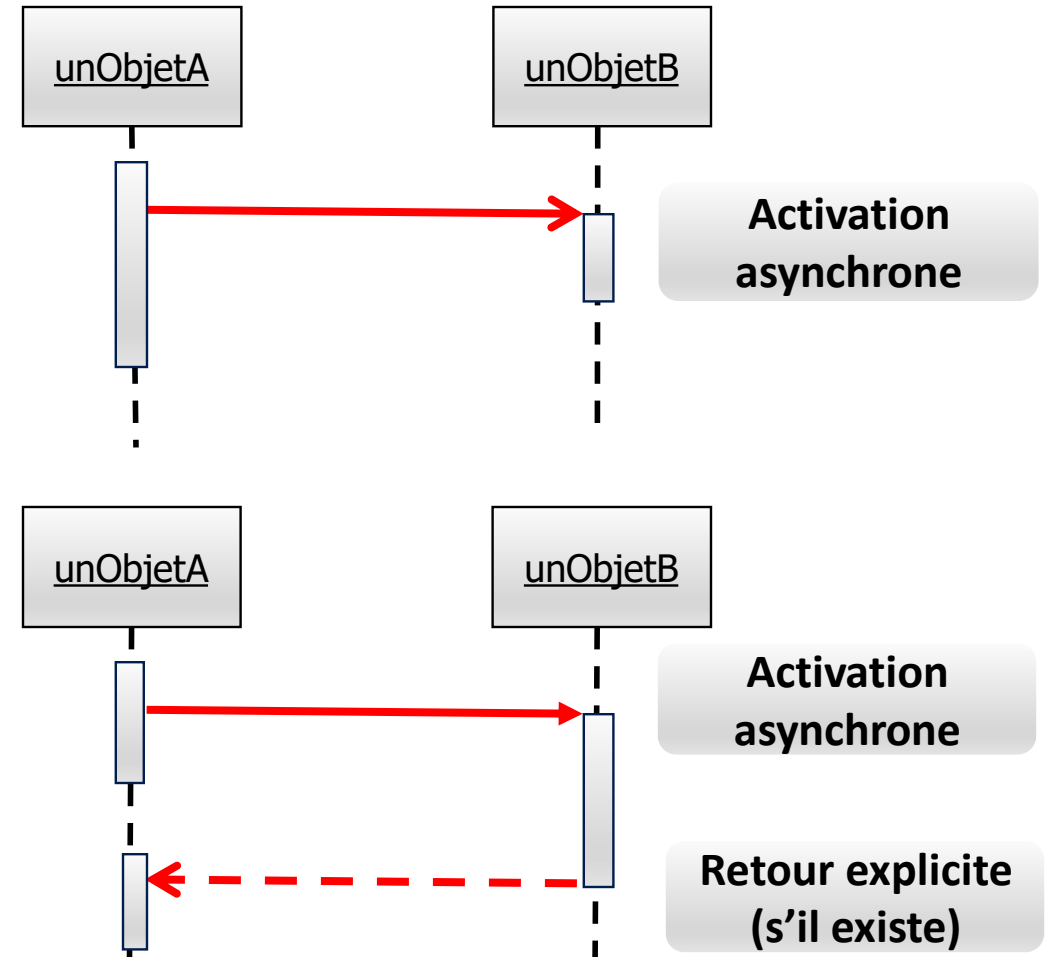 unObjetA
unObjetB
Activation
asynchrone
unObjetA
unObjetB
Activation
asynchrone
Retour explicite
(s’il existe)